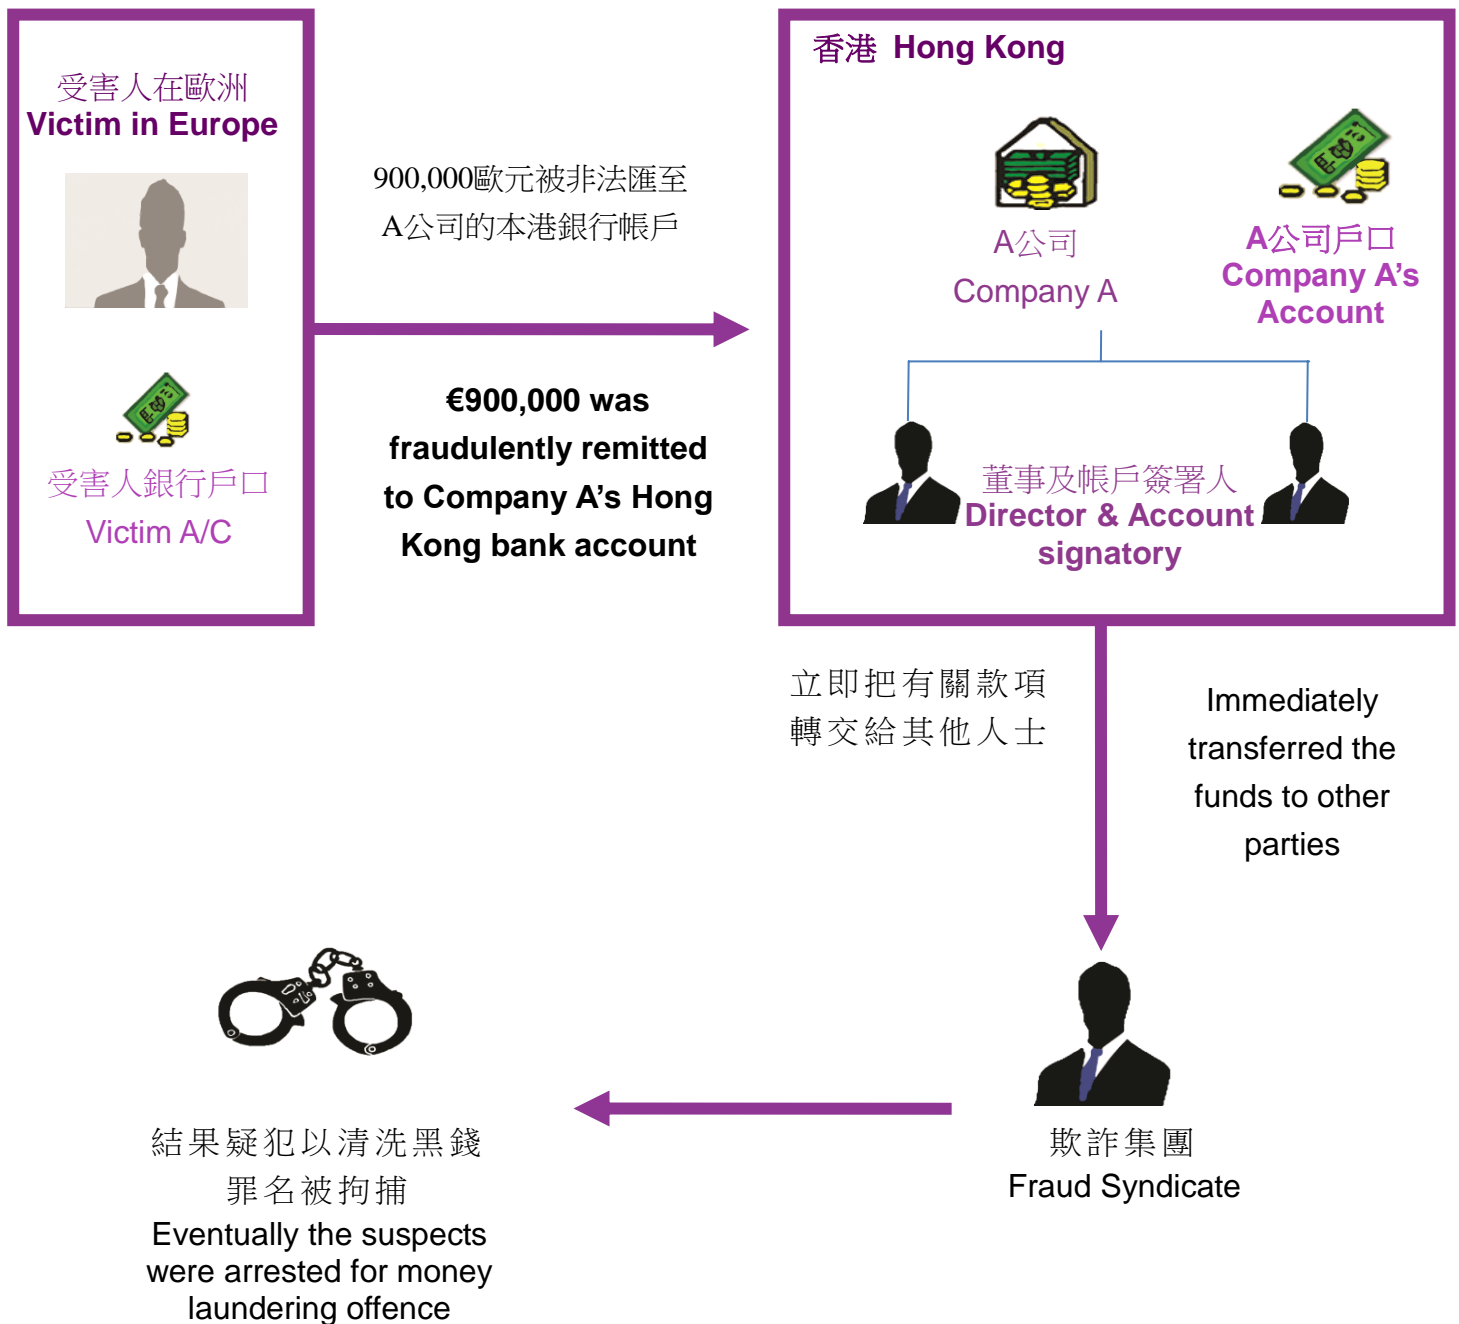 受害人在歐洲
Victim in Europe
受害人銀行戶口
Victim A/C
900,000歐元被非法匯至
A公司的本港銀行帳戶
€900,000 was
fraudulently remitted
to Company A’s Hong
Kong bank account
香港 Hong Kong
A公司
Company A
A公司戶口
Company A’s
Account
董事及帳戶簽署人
Director & Account
signatory
立即把有關款項
轉交給其他人士
Immediately
transferred the
funds to other
parties
欺詐集團
Fraud Syndicate
結果疑犯以清洗黑錢
罪名被拘捕
Eventually the suspects
were arrested for money
laundering offence